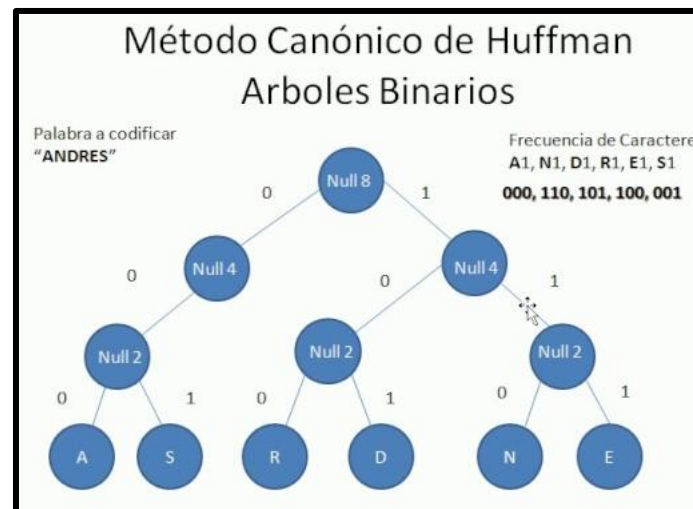 Método Canónico de Huffman
Arboles Binarios
Palabra a codificar
“ANDRES”
Frecuencia de Caractere
A1, N1, D1, R1, E1, S1
000, 110, 101, 100, 001
Null 8
0 1
Null 4 Null 4
0 0 1
Null 2 Null 2 Null 2
0 1 0 1 0 1
A S R D N E